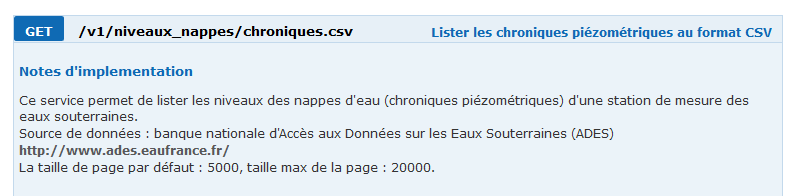 GET /v1/niveaux_nappes/chroniques.csv Lister les chroniques piézométriques au format CSV
Notes d'implementation
Ce service permet de lister les niveaux des nappes d'eau (chroniques piézométriques) d'une station de mesure des
eaux souterraines.
Source de données : banque nationale d'Accès aux Données sur les Eaux Souterraines (ADES)
http://www.ades.eaufrance.fr/
La taille de page par défaut : 5000, taille max de la page : 20000.